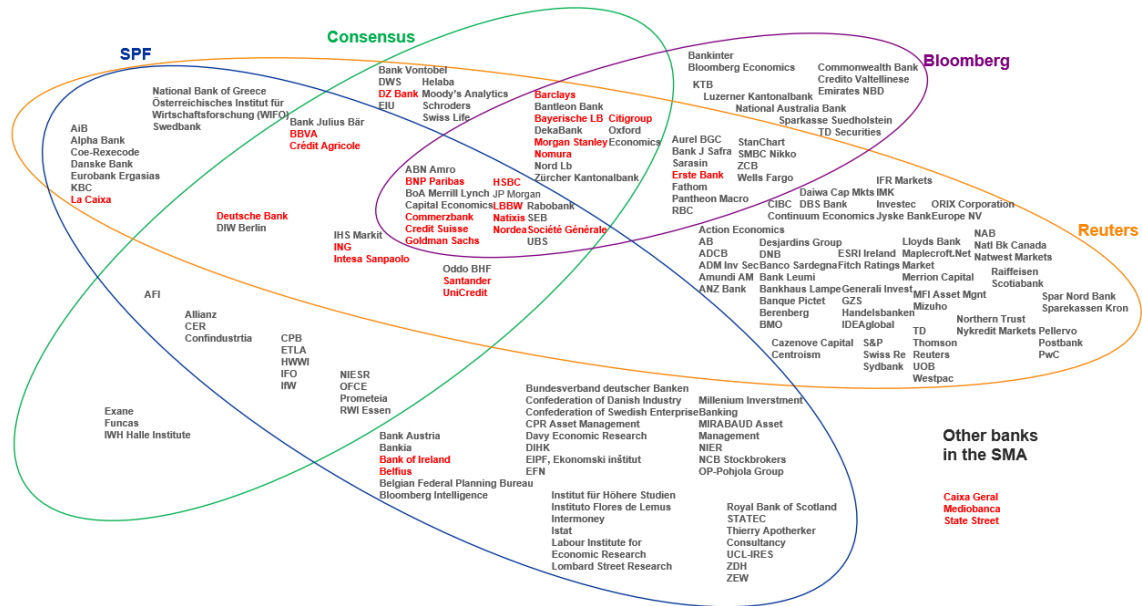 SPF
Consensus
Bloomberg
Reuters
National Bank of Greece
Österreichisches Institut für
Wirtschaftsforschung (WIFO)
Swedbank
AiB
Alpha Bank
Coe-Rexecode
Danske Bank
Eurobank Ergasias
KBC
La Caixa
Bank Julius Bär
BBVA
Crédit Agricole
Bank Vontobel
DWS
DZ Bank
EIU
Helaba
Moody's Analytics
Schroders
Swiss Life
Barclays
Bantleon Bank
Bayerische LB
DekaBank
Morgan Stanley
Nomura
Nord Lb
Zürcher Kantonalbank
Citigroup
Oxford
Economics
Bankinter
Bloomberg Economics
KTB
Luzerner Kantonalbank
Commonwealth Bank
Credito Valtellinese
Emirates NBD
National Australia Bank
Sparkasse Suedholstein
TD Securities
Aurel BGC
Bank J Safra
Sarasin
Erste Bank
Fathom
Pantheon Macro
RBC
StanChart
SMBC Nikko
ZCB
Wells Fargo
ABN Amro
BNP Paribas
BoA Merrill Lynch
Capital Economics
Commerzbank
Credit Suisse
Goldman Sachs
HSBC
JP Morgan
LBBW
Natixis
Nordea
Rabobank
SEB
Société Générale
UBS
Deutsche Bank
DIW Berlin
IHS Markit
ING
Intesa Sanpaolo
Oddo BHF
Santander
UniCredit
IFR Markets
IMK
Investec
Jyske Bank
Daiwa Cap Mkts
DBS Bank
CIBC
Continuum Economics
ORIX Corporation
Europe NV
Action Economics
AB
ADCB
ADM Inv Sec
Amundi AM
ANZ Bank
Desjardins Group
DNB
Banco Sardegna
Bank Leumi
Bankhaus Lampe
Banque Pictet
Berenberg
BMO
ESRI Ireland
Fitch Ratings
Generali Invest
GZS
Handelsbanken
IDEAglobal
Lloyds Bank
Maplecroft.Net
Market
Merrion Capital
MFI Asset Mgnt
Mizuho
NAB
Natl Bk Canada
Natwest Markets
Raiffeisen
Scotiabank
Northern Trust
Nykredit Markets
Spar Nord Bank
Sparekassen Kron
Pellervo
Postbank
PwC
Cazenove Capital
Centroism
S&P
Swiss Re
Sydbank
TD
Thomson
Reuters
UOB
Westpac
AFI
Allianz
CER
Confindustrtia
CPB
ETLA
HWWI
IFO
IfW
NIESR
OFCE
Prometeia
RWI Essen
Exane
Funcas
IWH Halle Institute
Bank Austria
Bankia
Bank of Ireland
Belfius
Belgian Federal Planning Bureau
Bloomberg Intelligence
Bundesverband deutscher Banken
Confederation of Danish Industry
Confederation of Swedish Enterprise
CPR Asset Management
Davy Economic Research
DIHK
EIPF, Ekonomski inštitut
EFN
Millenium Inverstment
Banking
MIRABAUD Asset
Management
NIER
NCB Stockbrokers
OP-Pohjola Group
Institut für Höhere Studien
Instituto Flores de Lemus
Intermoney
Istat
Labour Institute for
Economic Research
Lombard Street Research
Royal Bank of Scotland
STATEC
Thierry Apotherker
Consultancy
UCL-IRES
ZDH
ZEW
Other banks
in the SMA
Caixa Geral
Mediobanca
State Street